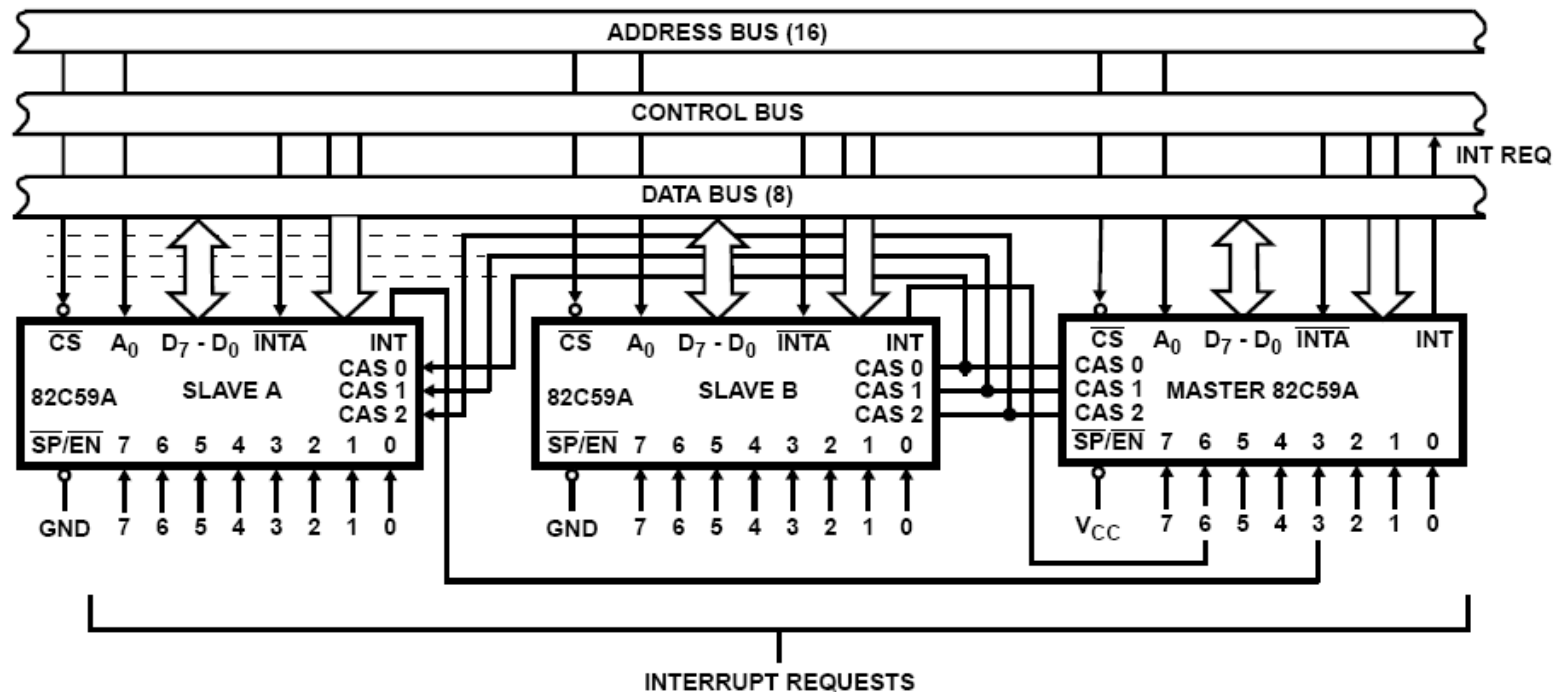 ADDRESS BUS (16)
CONTROL BUS
INT REQ
DATA BUS (8)
CS A0 D7 - D0 INTA INT
CAS 0
CAS 1
CAS 2
82C59A SLAVE A
SP/EN 7 6 5 4 3 2 1 0
GND 7 6 5 4 3 2 1 0
CS A0 D7 - D0 INTA INT
CAS 0
CAS 1
CAS 2
82C59A SLAVE B
SP/EN 7 6 5 4 3 2 1 0
GND 7 6 5 4 3 2 1 0
CS A0 D7 - D0 INTA INT
CAS 0
CAS 1 MASTER 82C59A
CAS 2
SP/EN 7 6 5 4 3 2 1 0
VCC 7 6 5 4 3 2 1 0
INTERRUPT REQUESTS